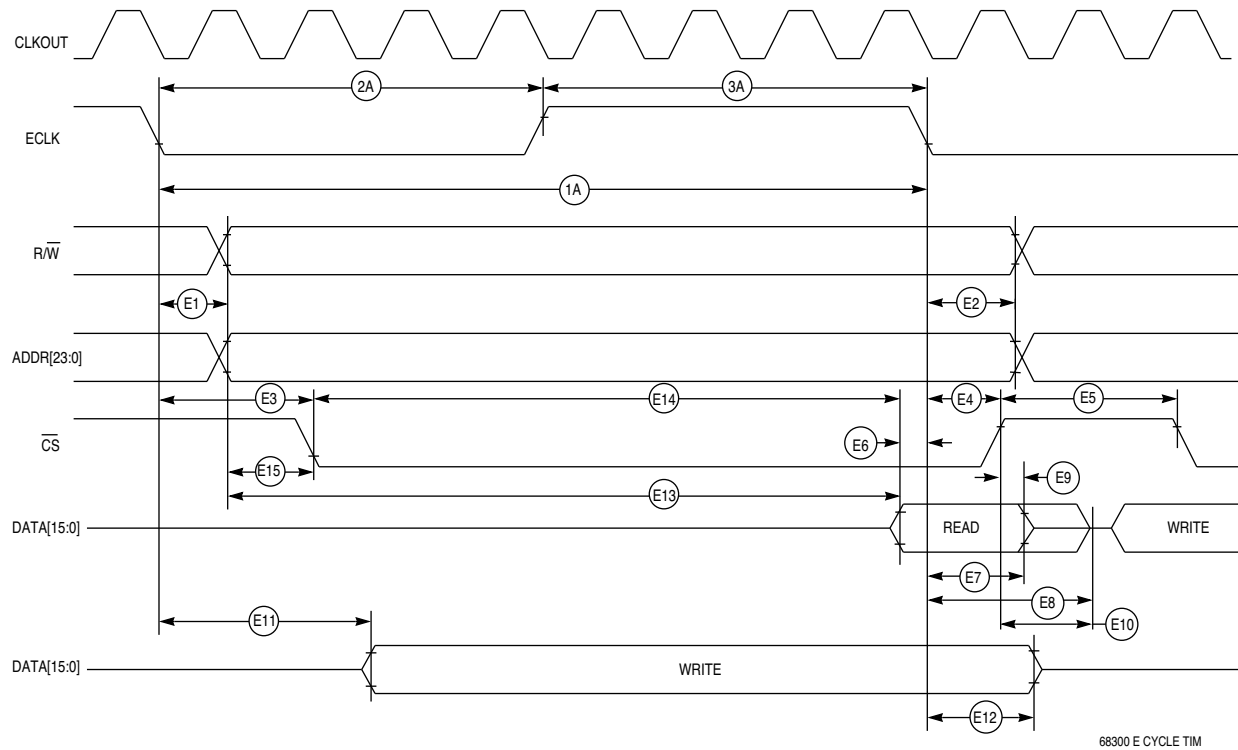 CLKOUT
2A
3A
ECLK
1A
R/W̅
E1
E2
ADDR[23:0]
E3
E14
E4
E5
C̅S̅
E6
E15
E9
E13
DATA[15:0]
READ
WRITE
E7
E8
E11
E10
DATA[15:0]
WRITE
E12
68300 E CYCLE TIM